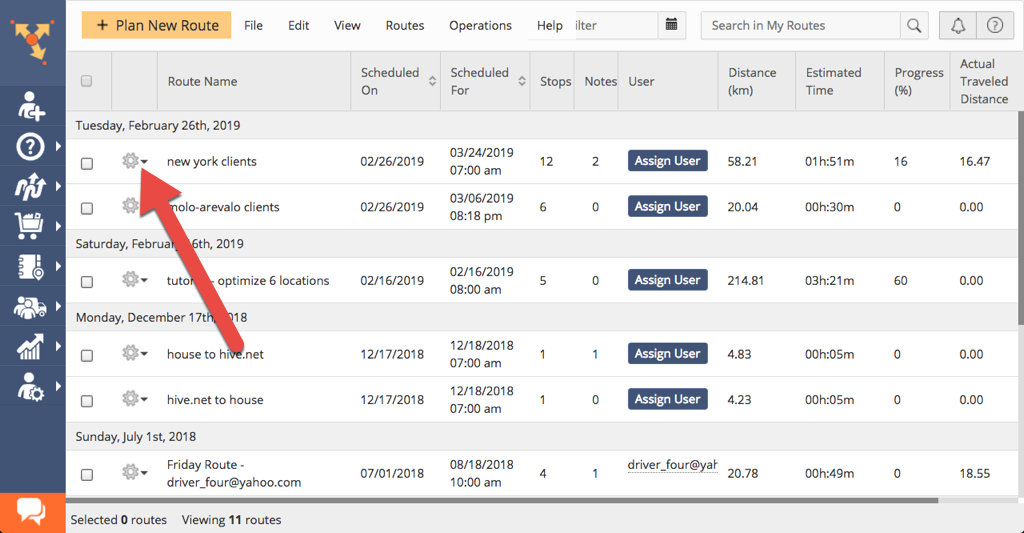 + Plan New Route File Edit View Routes Operations Help ilter Search in My Routes
Route Name Scheduled On Scheduled For Stops Notes User Distance (km) Estimated Time Progress (%) Actual Traveled Distance
Tuesday, February 26th, 2019
new york clients 02/26/2019 03/24/2019 07:00 am 12 2 Assign User 58.21 01h:51m 16 16.47
molo-arevalo clients 02/26/2019 03/06/2019 08:18 pm 6 0 Assign User 20.04 00h:30m 0 0.00
Saturday, February 16th, 2019
optimize 6 locations 02/16/2019 02/16/2019 08:00 am 5 0 Assign User 214.81 03h:21m 60 0.00
Monday, December 17th, 2018
house to hive.net 12/17/2018 12/18/2018 07:00 am 1 1 Assign User 4.83 00h:05m 0 0.00
hive.net to house 12/17/2018 12/18/2018 07:00 am 1 0 Assign User 4.23 00h:05m 0 0.00
Sunday, July 1st, 2018
Friday Route - driver_four@yahoo.com 07/01/2018 08/18/2018 10:00 am 4 1 driver_four@yah 20.78 00h:49m 0 18.55
Selected 0 routes Viewing 11 routes